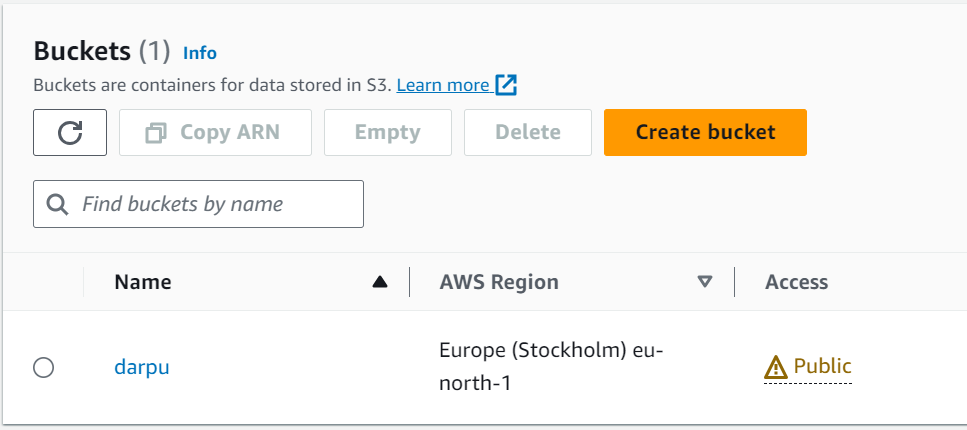 Buckets (1) Info
Buckets are containers for data stored in S3. Learn more
Copy ARN Empty Delete Create bucket
Find buckets by name
Name AWS Region Access
darpu Europe (Stockholm) eu-
north-1 Public